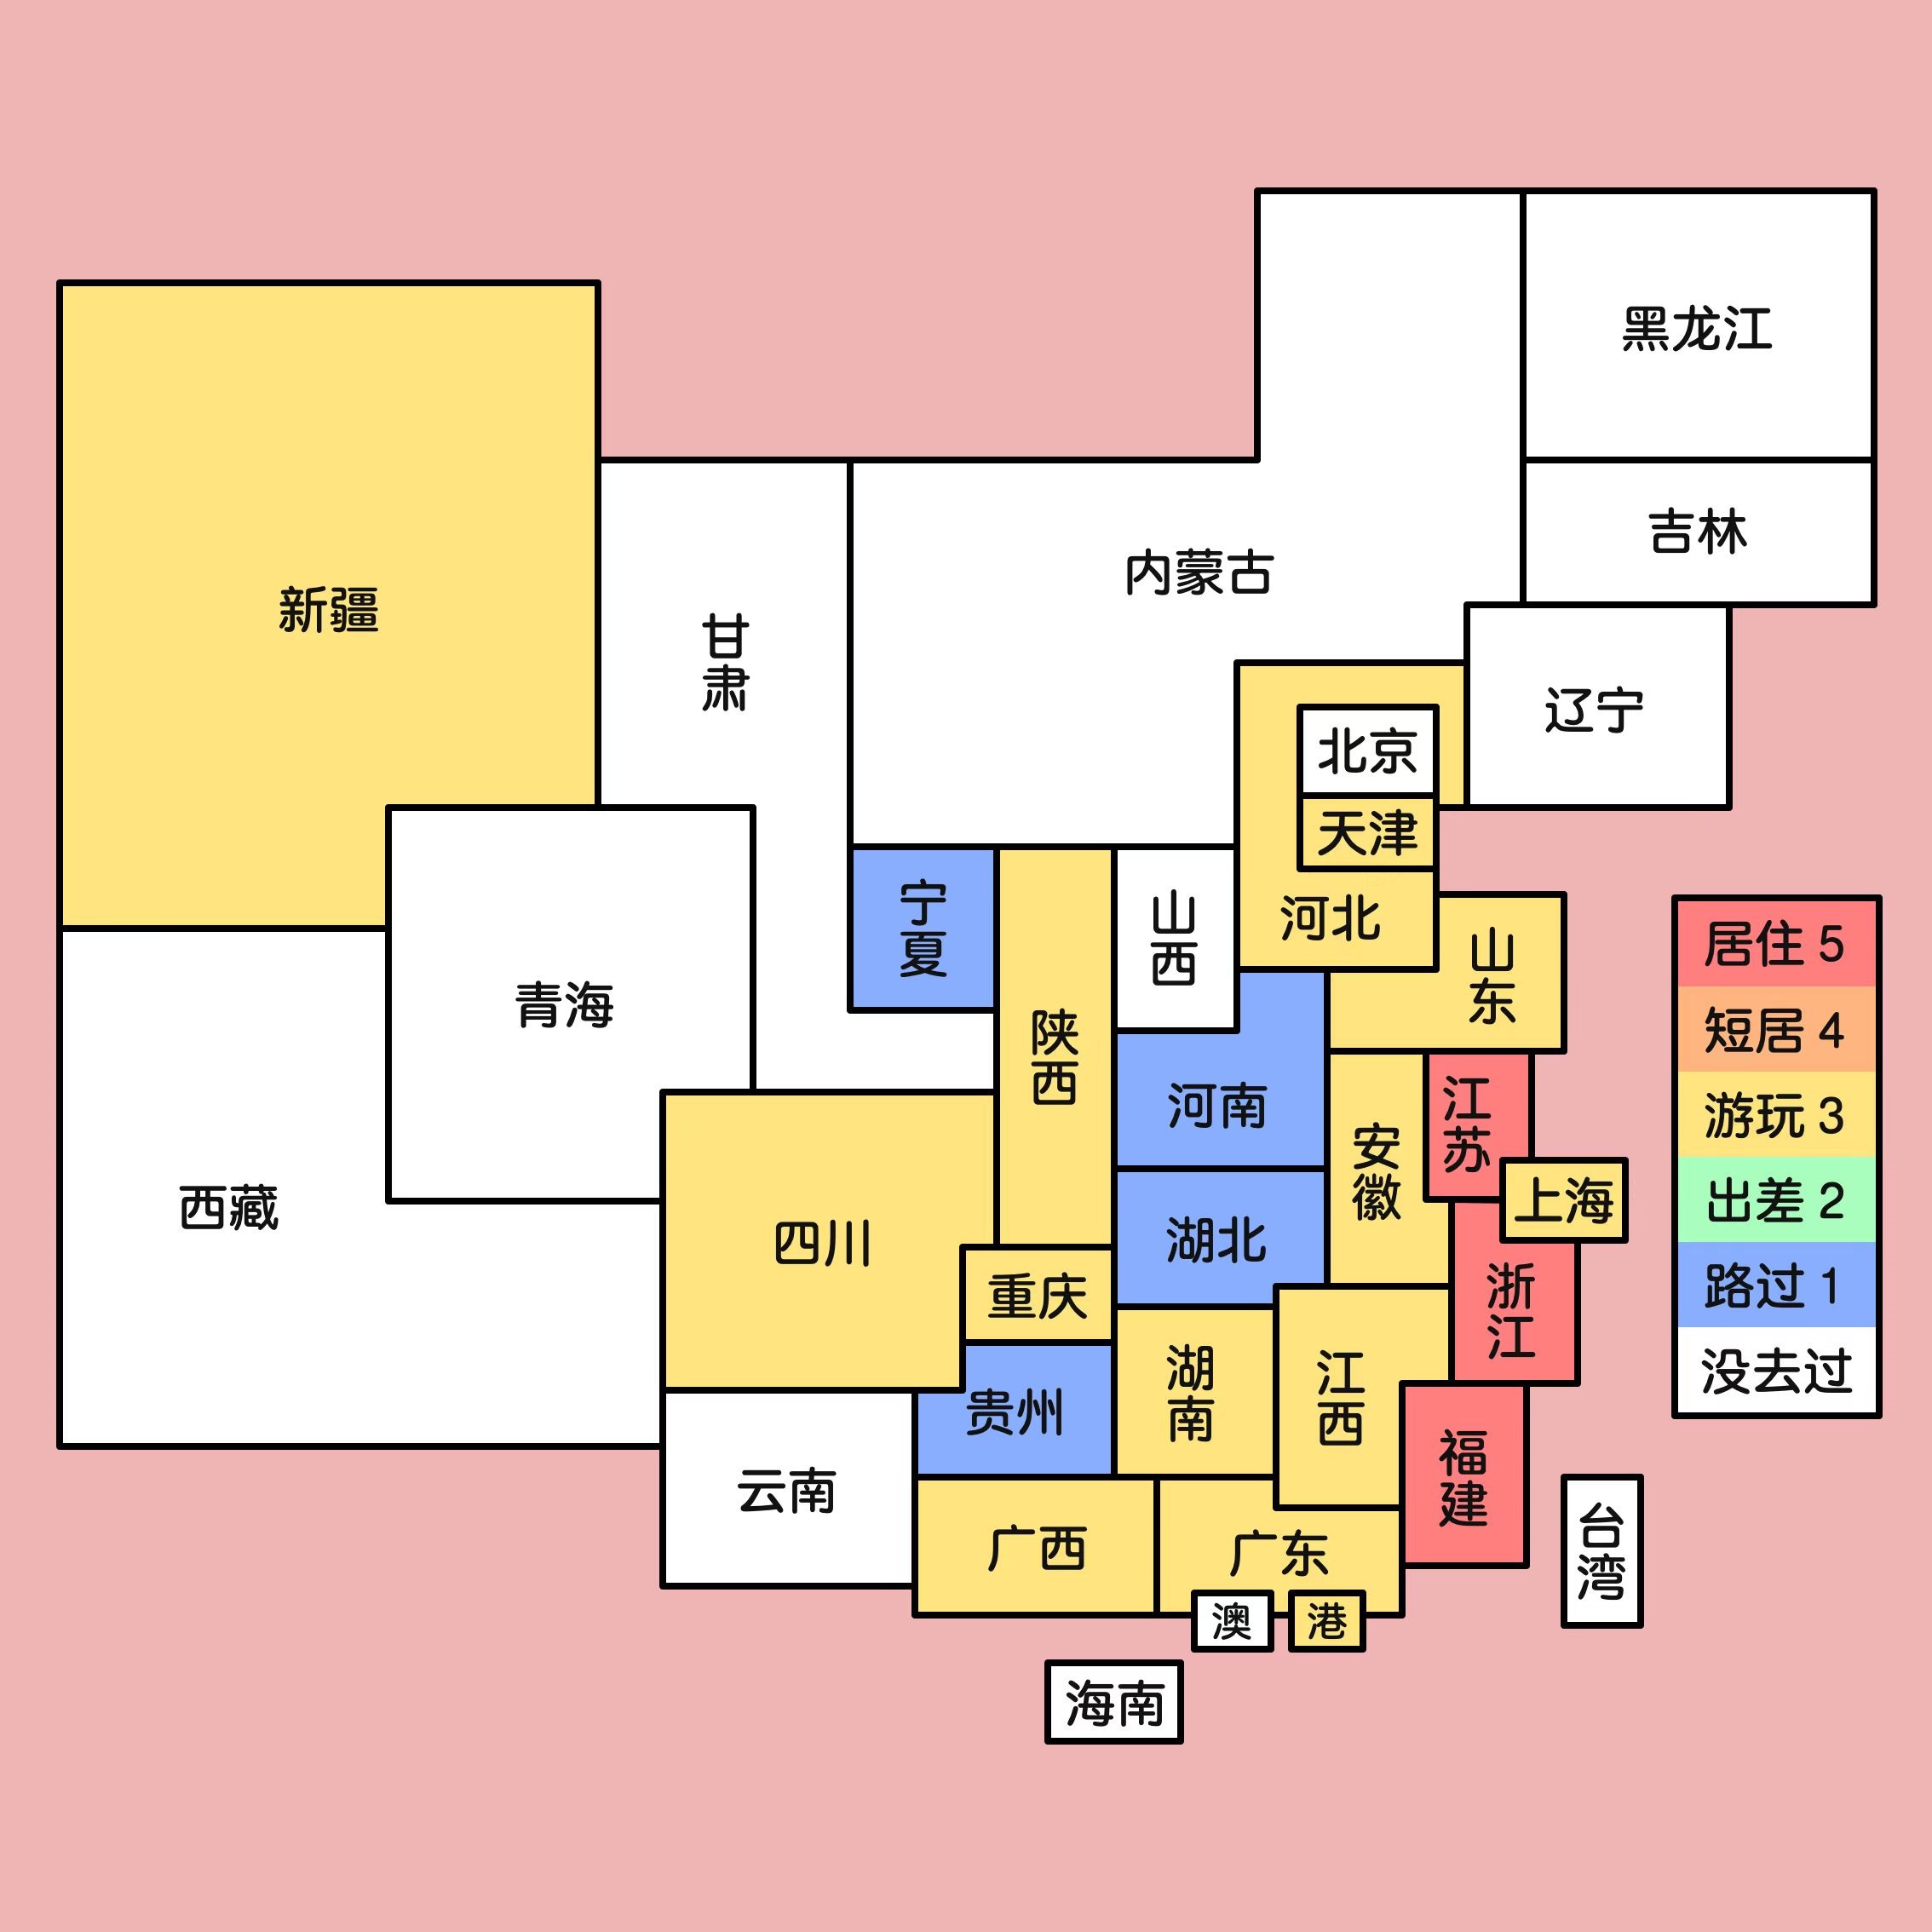 黑龙江
吉林
内蒙古
新疆
甘肃
辽宁
北京
天津
河北
宁夏
山西
山东
青海
陕西
河南
江苏
安徽
上海
西藏
四川
湖北
重庆
浙江
湖南
江西
贵州
福建
云南
广西
广东
台湾
澳
港
海南
居住 5
短居 4
游玩 3
出差 2
路过 1
没去过